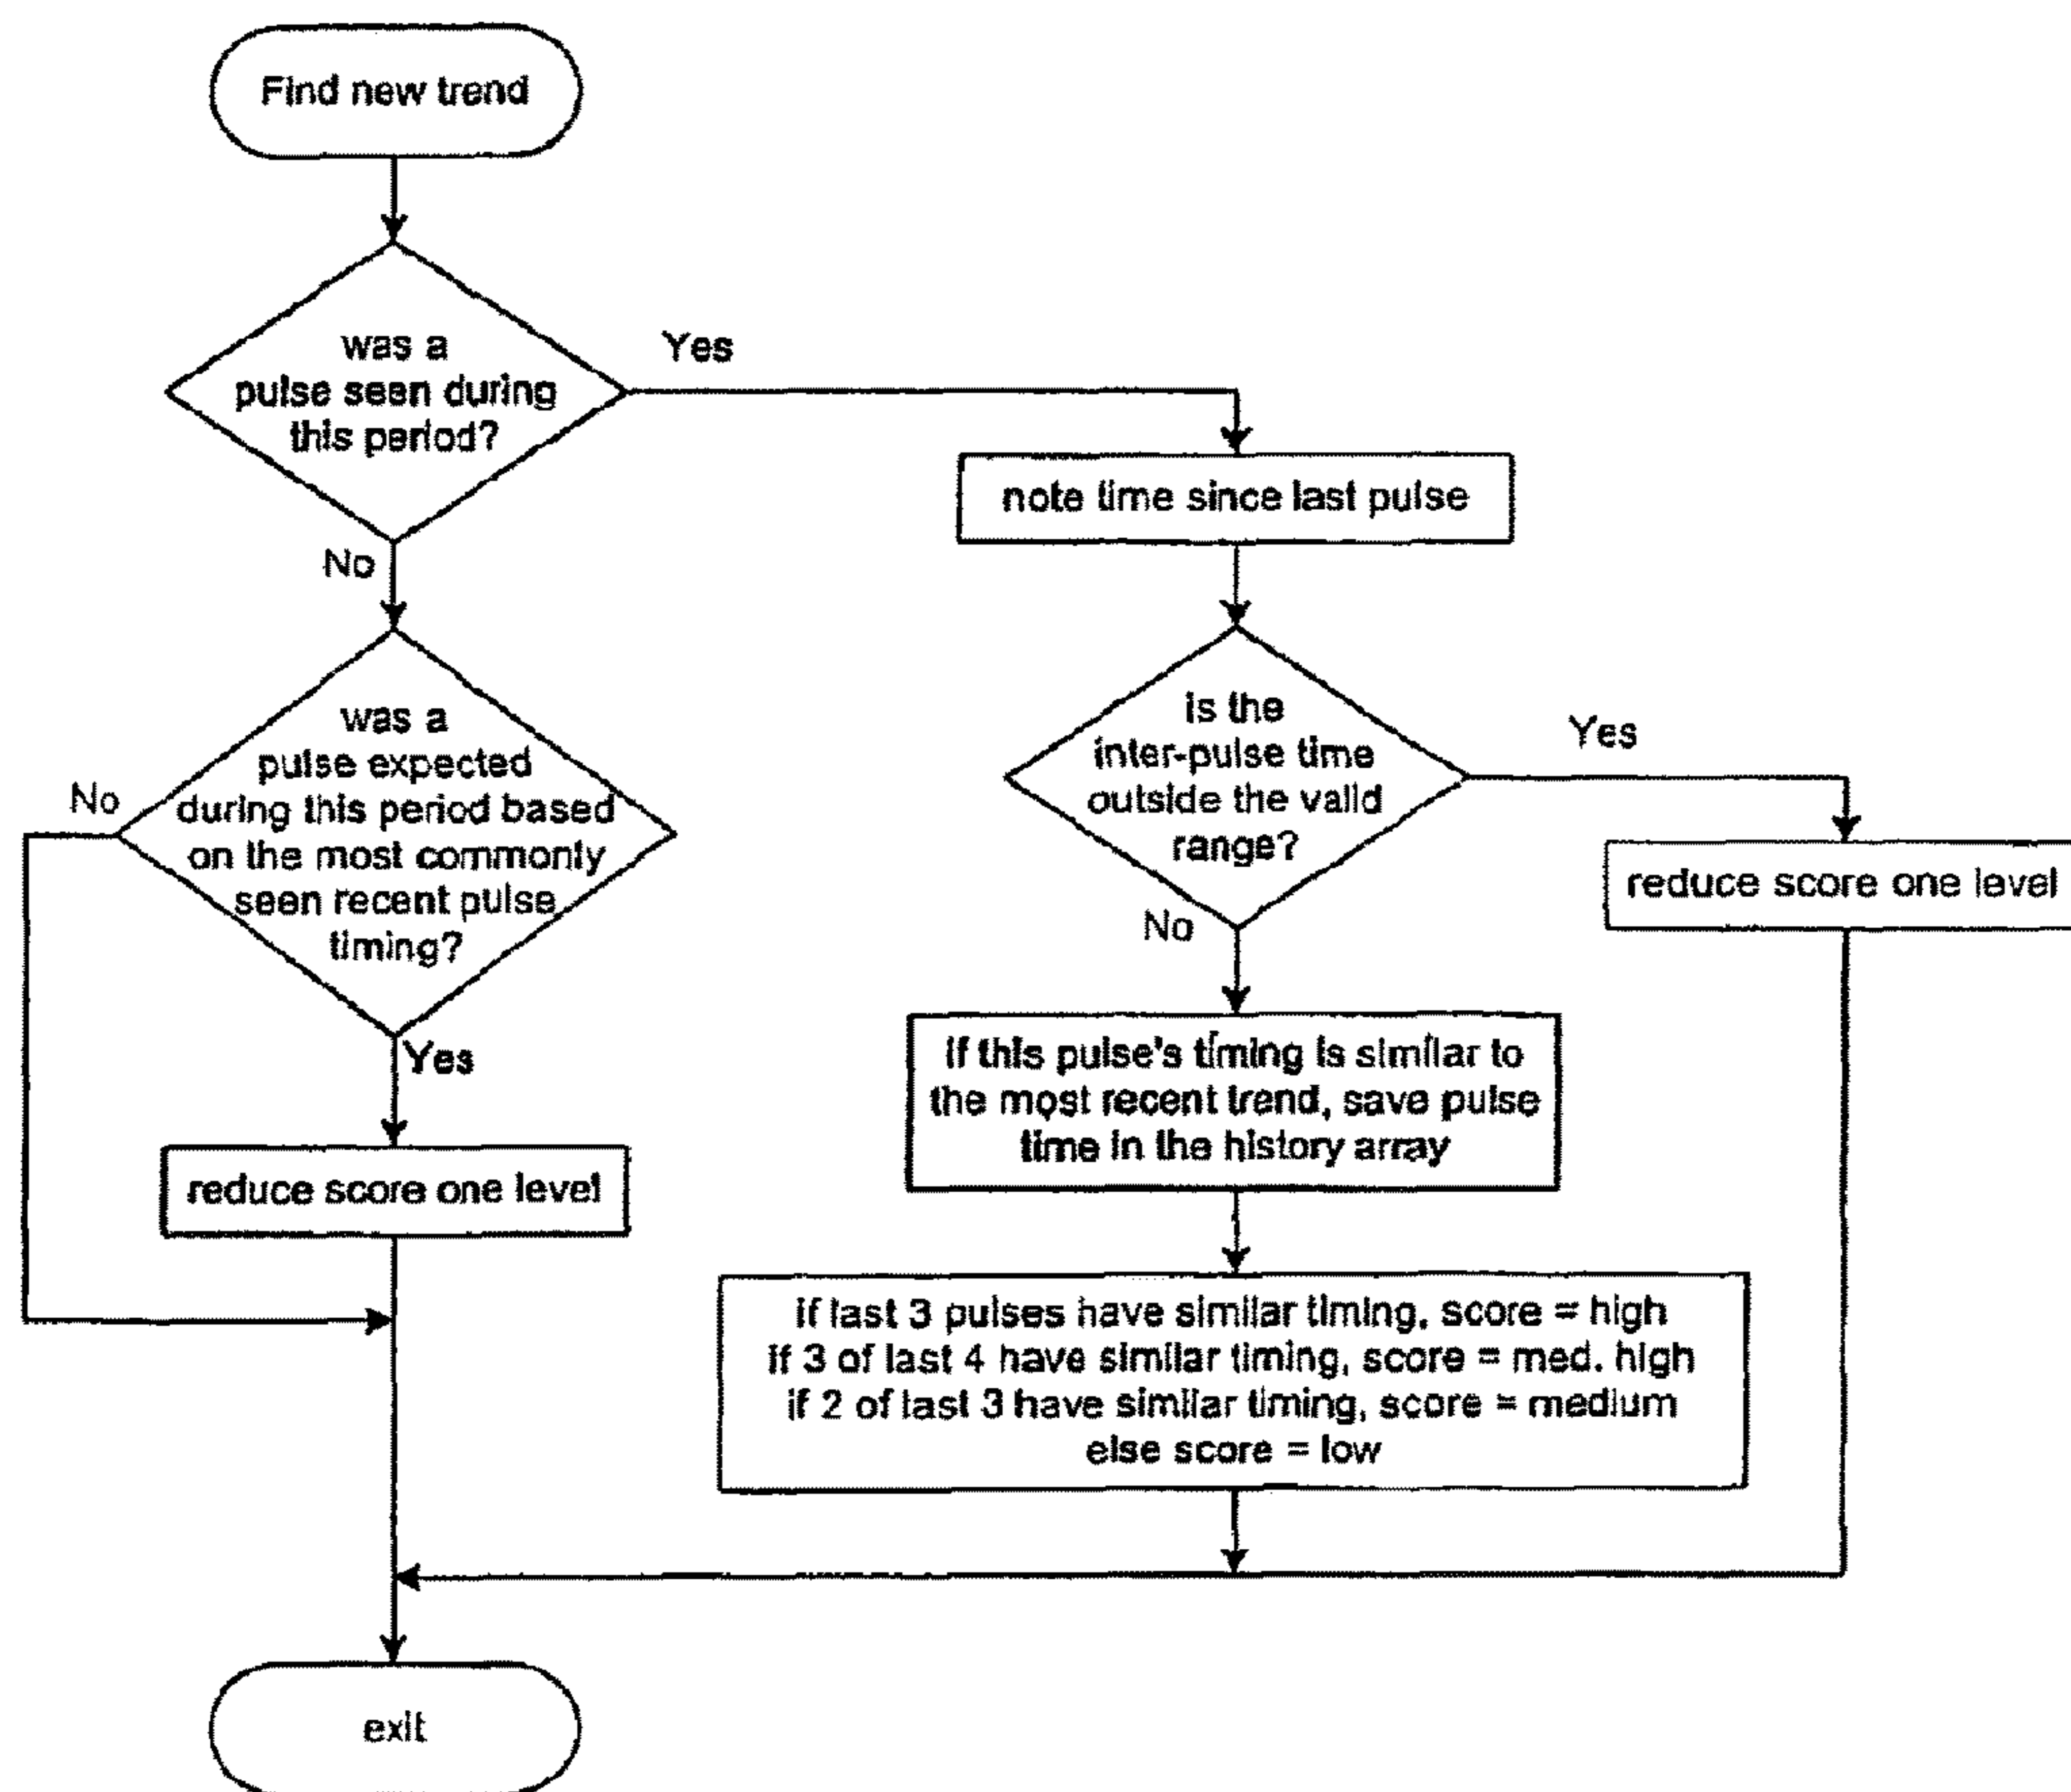 Find new trend
was a
pulse seen during
this period?
Yes
No
note time since last pulse
was a
pulse expected
during this period based
on the most commonly
seen recent pulse
timing?
No
Yes
is the
inter-pulse time
outside the valid
range?
Yes
No
reduce score one level
if this pulse's timing is similar to
the most recent trend, save pulse
time in the history array
reduce score one level
if last 3 pulses have similar timing, score = high
if 3 of last 4 have similar timing, score = med. high
if 2 of last 3 have similar timing, score = medium
else score = low
exit